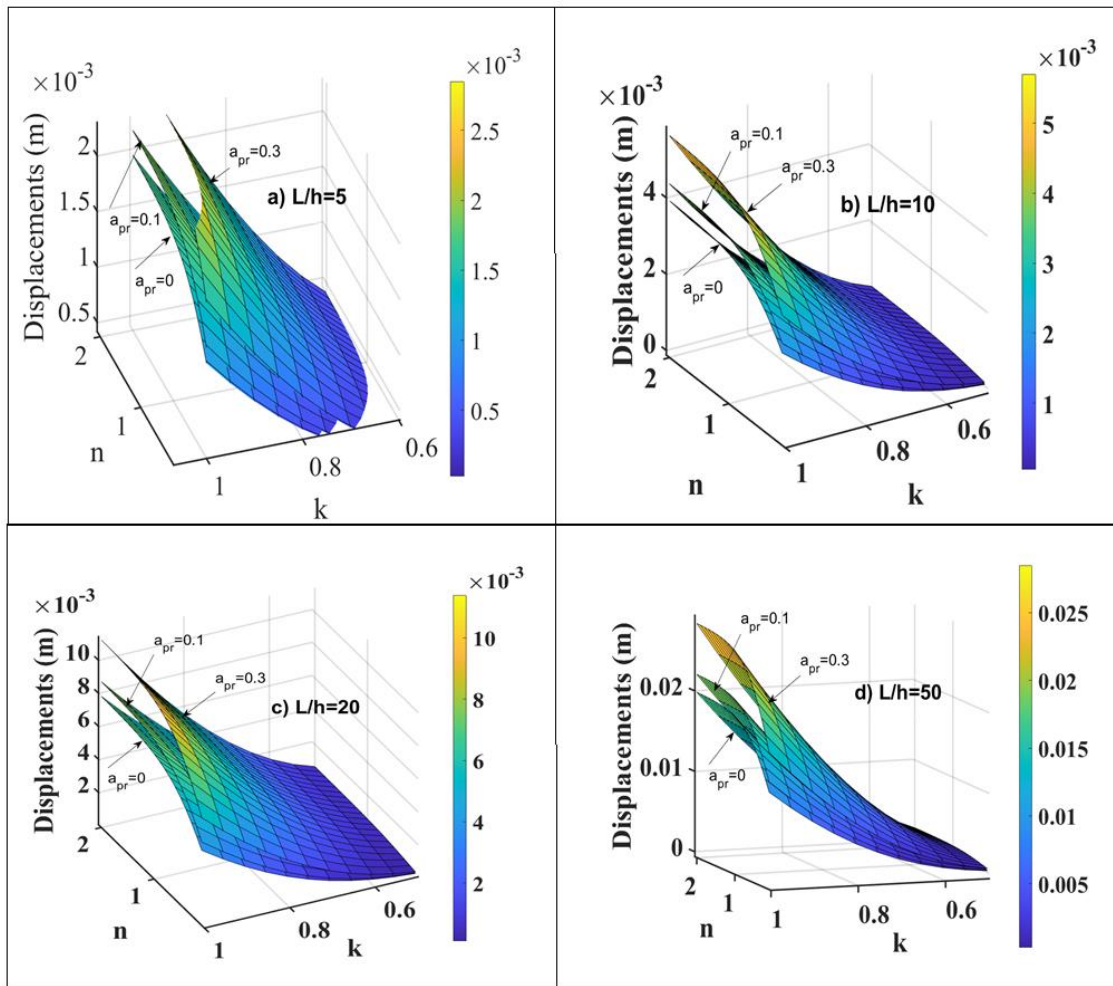 ×10⁻³
×10⁻³
Displacements (m)
2
1.5
1
0.5
a_pr=0.3
a) L/h=5
a_pr=0.1
a_pr=0
2
1
n
1
0.8
0.6
k
2.5
2
1.5
1
0.5
×10⁻³
×10⁻³
Displacements (m)
4
2
0
a_pr=0.1
a_pr=0.3
b) L/h=10
a_pr=0
2
1
n
1
0.8
0.6
k
5
4
3
2
1
×10⁻³
×10⁻³
Displacements (m)
10
8
6
4
2
a_pr=0.1
a_pr=0.3
c) L/h=20
a_pr=0
2
1
n
1
0.8
0.6
k
10
8
6
4
2
Displacements (m)
0.02
0.01
0
a_pr=0.1
a_pr=0.3
d) L/h=50
a_pr=0
2
1
n
1
0.8
0.6
k
0.025
0.02
0.015
0.01
0.005